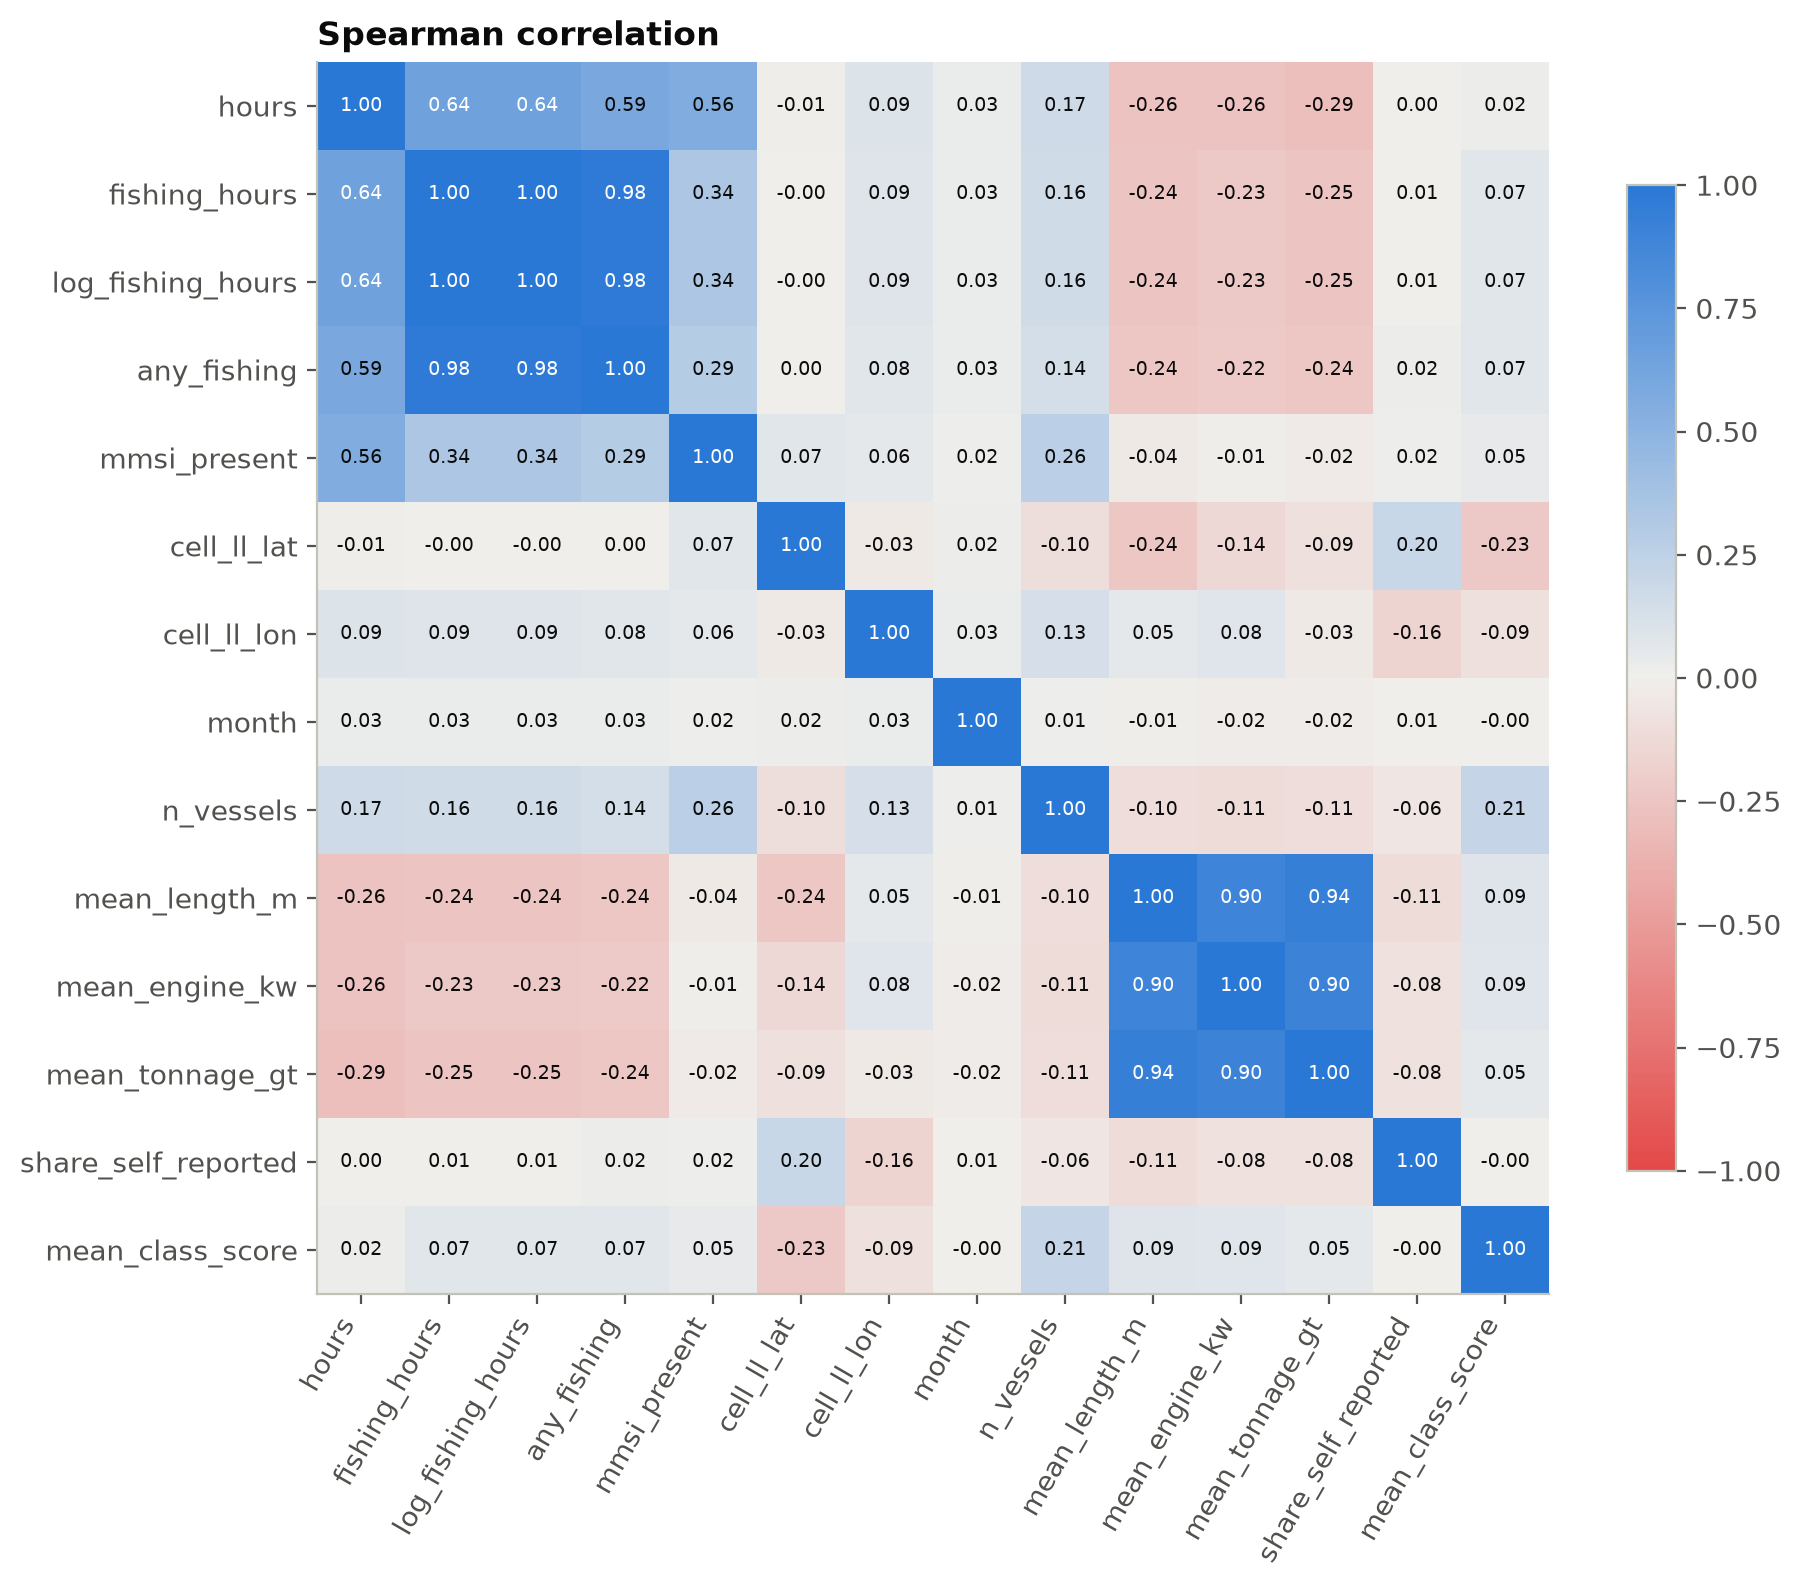 Spearman correlation
hours 1.00 0.64 0.64 0.59 0.56 -0.01 0.09 0.03 0.17 -0.26 -0.26 -0.29 0.00 0.02
fishing_hours 0.64 1.00 1.00 0.98 0.34 -0.00 0.09 0.03 0.16 -0.24 -0.23 -0.25 0.01 0.07
log_fishing_hours 0.64 1.00 1.00 0.98 0.34 -0.00 0.09 0.03 0.16 -0.24 -0.23 -0.25 0.01 0.07
any_fishing 0.59 0.98 0.98 1.00 0.29 0.00 0.08 0.03 0.14 -0.24 -0.22 -0.24 0.02 0.07
mmsi_present 0.56 0.34 0.34 0.29 1.00 0.07 0.06 0.02 0.26 -0.04 -0.01 -0.02 0.02 0.05
cell_ll_lat -0.01 -0.00 -0.00 0.00 0.07 1.00 -0.03 0.02 -0.10 -0.24 -0.14 -0.09 0.20 -0.23
cell_ll_lon 0.09 0.09 0.09 0.08 0.06 -0.03 1.00 0.03 0.13 0.05 0.08 -0.03 -0.16 -0.09
month 0.03 0.03 0.03 0.03 0.02 0.02 0.03 1.00 0.01 -0.01 -0.02 -0.02 0.01 -0.00
n_vessels 0.17 0.16 0.16 0.14 0.26 -0.10 0.13 0.01 1.00 -0.10 -0.11 -0.11 -0.06 0.21
mean_length_m -0.26 -0.24 -0.24 -0.24 -0.04 -0.24 0.05 -0.01 -0.10 1.00 0.90 0.94 -0.11 0.09
mean_engine_kw -0.26 -0.23 -0.23 -0.22 -0.01 -0.14 0.08 -0.02 -0.11 0.90 1.00 0.90 -0.08 0.09
mean_tonnage_gt -0.29 -0.25 -0.25 -0.24 -0.02 -0.09 -0.03 -0.02 -0.11 0.94 0.90 1.00 -0.08 0.05
share_self_reported 0.00 0.01 0.01 0.02 0.02 0.20 -0.16 0.01 -0.06 -0.11 -0.08 -0.08 1.00 -0.00
mean_class_score 0.02 0.07 0.07 0.07 0.05 -0.23 -0.09 -0.00 0.21 0.09 0.09 0.05 -0.00 1.00
hours
fishing_hours
log_fishing_hours
any_fishing
mmsi_present
cell_ll_lat
cell_ll_lon
month
n_vessels
mean_length_m
mean_engine_kw
mean_tonnage_gt
share_self_reported
mean_class_score
1.00
0.75
0.50
0.25
0.00
−0.25
−0.50
−0.75
−1.00